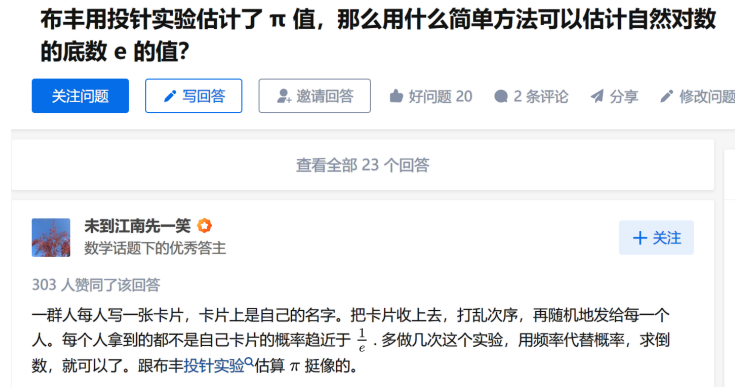 布丰用投针实验估计了 π 值，那么用什么简单方法可以估计自然对数
的底数 e 的值?
关注问题 写回答 邀请回答 好问题 20 2 条评论 分享 修改问题
查看全部 23 个回答
未到江南先一笑
数学话题下的优秀答主
+ 关注
303 人赞同了该回答
一群人每人写一张卡片，卡片上是自己的名字。把卡片收上去，打乱次序，再随机地发给每一个
人。每个人拿到的都不是自己卡片的概率趋近于 1/e . 多做几次这个实验，用频率代替概率，求倒
数，就可以了。跟布丰投针实验估算 π 挺像的。